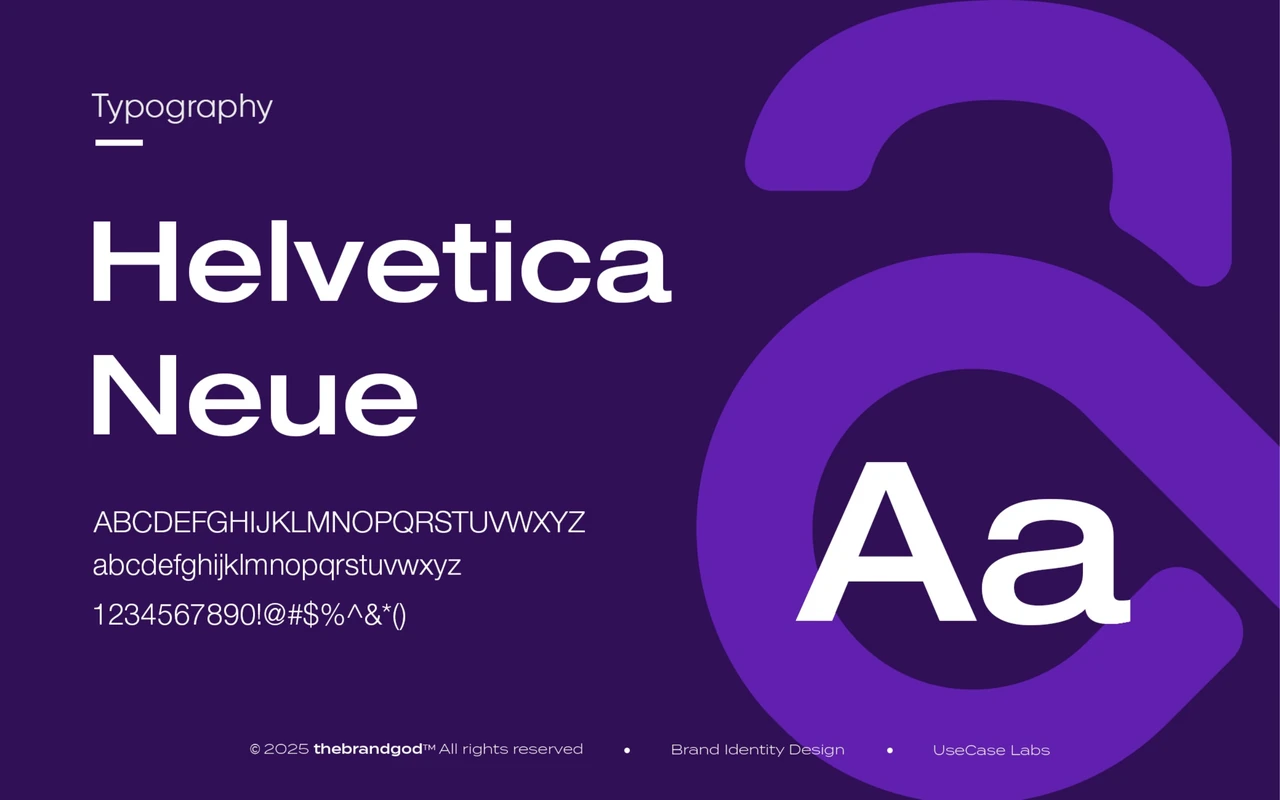 Typography
Helvetica
Neue
ABCDEFGHIJKLMNOPQRSTUVWXYZ
abcdefghijklmnopqrstuvwxyz
1234567890!@#$%^&*()
Aa
© 2025 thebrandgod™ All rights reserved • Brand Identity Design • UseCase Labs